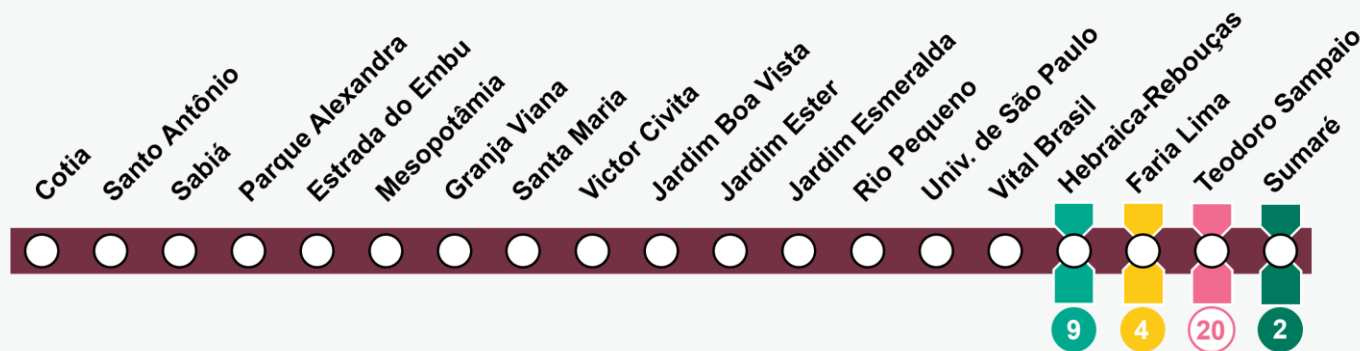 Cotia
Santo Antônio
Sabiá
Parque Alexandra
Estrada do Embu
Mesopotâmia
Granja Viana
Santa Maria
Victor Civita
Jardim Boa Vista
Jardim Ester
Jardim Esmeralda
Rio Pequeno
Univ. de São Paulo
Vital Brasil
Hebraica-Rebouças
Faria Lima
Teodoro Sampaio
Sumaré
9
4
20
2